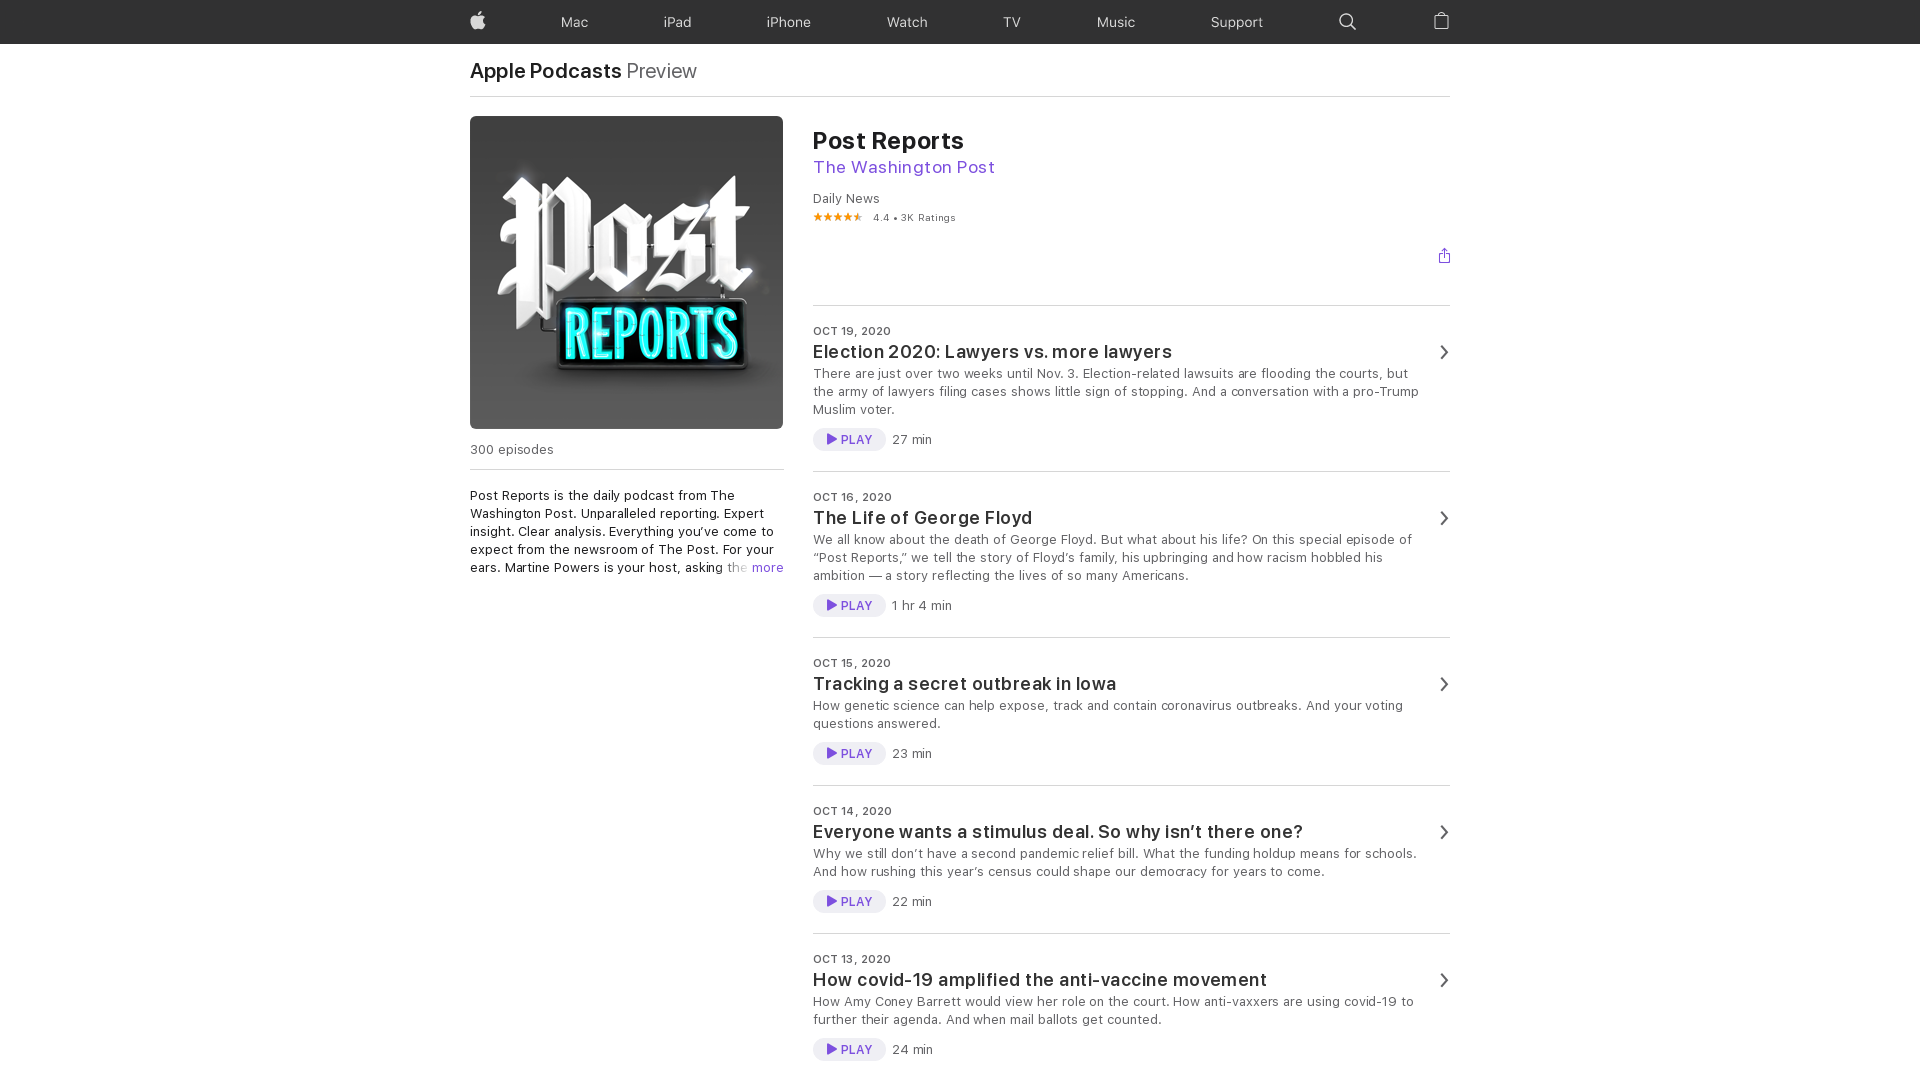 Mac
iPad
iPhone
Watch
TV
Music
Support
Apple Podcasts Preview
Post
REPORTS
300 episodes
Post Reports is the daily podcast from The
Washington Post. Unparalleled reporting. Expert
insight. Clear analysis. Everything you’ve come to
expect from the newsroom of The Post. For your
ears. Martine Powers is your host, asking the more
Post Reports
The Washington Post
Daily News
4.4 • 3K Ratings
OCT 19, 2020
Election 2020: Lawyers vs. more lawyers
There are just over two weeks until Nov. 3. Election-related lawsuits are flooding the courts, but
the army of lawyers filing cases shows little sign of stopping. And a conversation with a pro-Trump
Muslim voter.
PLAY 27 min
OCT 16, 2020
The Life of George Floyd
We all know about the death of George Floyd. But what about his life? On this special episode of
“Post Reports,” we tell the story of Floyd’s family, his upbringing and how racism hobbled his
ambition — a story reflecting the lives of so many Americans.
PLAY 1 hr 4 min
OCT 15, 2020
Tracking a secret outbreak in Iowa
How genetic science can help expose, track and contain coronavirus outbreaks. And your voting
questions answered.
PLAY 23 min
OCT 14, 2020
Everyone wants a stimulus deal. So why isn’t there one?
Why we still don’t have a second pandemic relief bill. What the funding holdup means for schools.
And how rushing this year’s census could shape our democracy for years to come.
PLAY 22 min
OCT 13, 2020
How covid-19 amplified the anti-vaccine movement
How Amy Coney Barrett would view her role on the court. How anti-vaxxers are using covid-19 to
further their agenda. And when mail ballots get counted.
PLAY 24 min